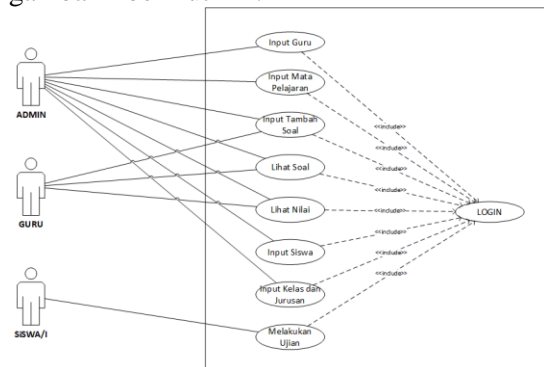 Input Guru
Input Mata
Pelajaran
ADMIN
Input Tambah
Soal
<<include>>
<<include>>
<<include>>
Lihat Soal
<<include>>
GURU
Lihat Nilai
<<include>>
LOGIN
Input Siswa
<<include>>
<<include>>
<<include>>
Input Kelas dan
Jurusan
SISWA/I
Melakukan
Ujian